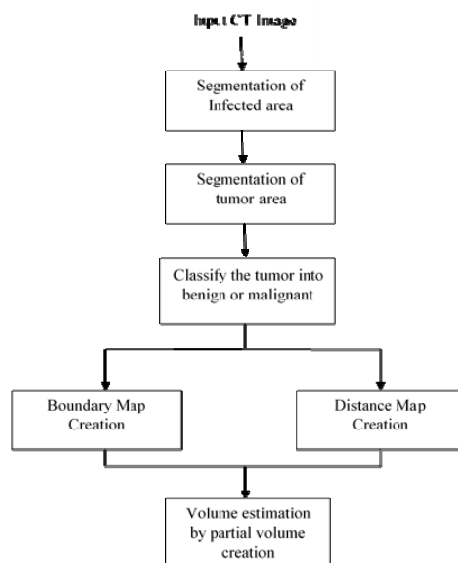 Input CT Image
Segmentation of
Infected area
Segmentation of
tumor area
Classify the tumor into
benign or malignant
Boundary Map
Creation
Distance Map
Creation
Volume estimation
by partial volume
creation